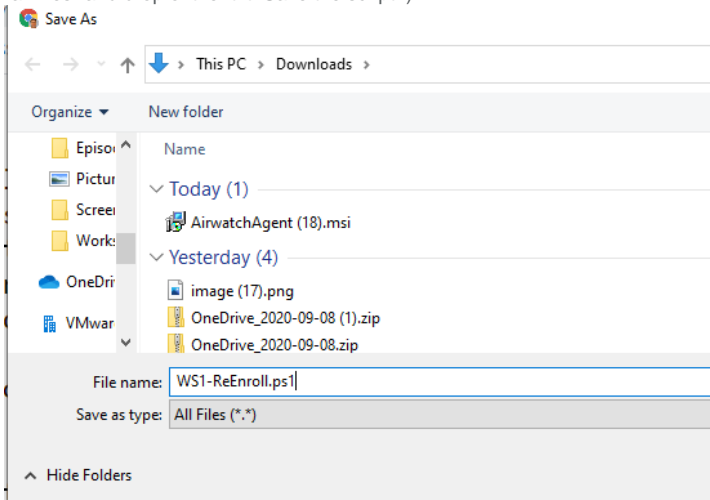 Save As
This PC > Downloads >
Organize New folder
Episo
Pictur
Screen
Works
OneDri
VMwar
Name
Today (1)
AirwatchAgent (18).msi
Yesterday (4)
image (17).png
OneDrive_2020-09-08 (1).zip
OneDrive_2020-09-08.zip
File name: WS1-ReEnroll.ps1
Save as type: All Files (*.*)
Hide Folders